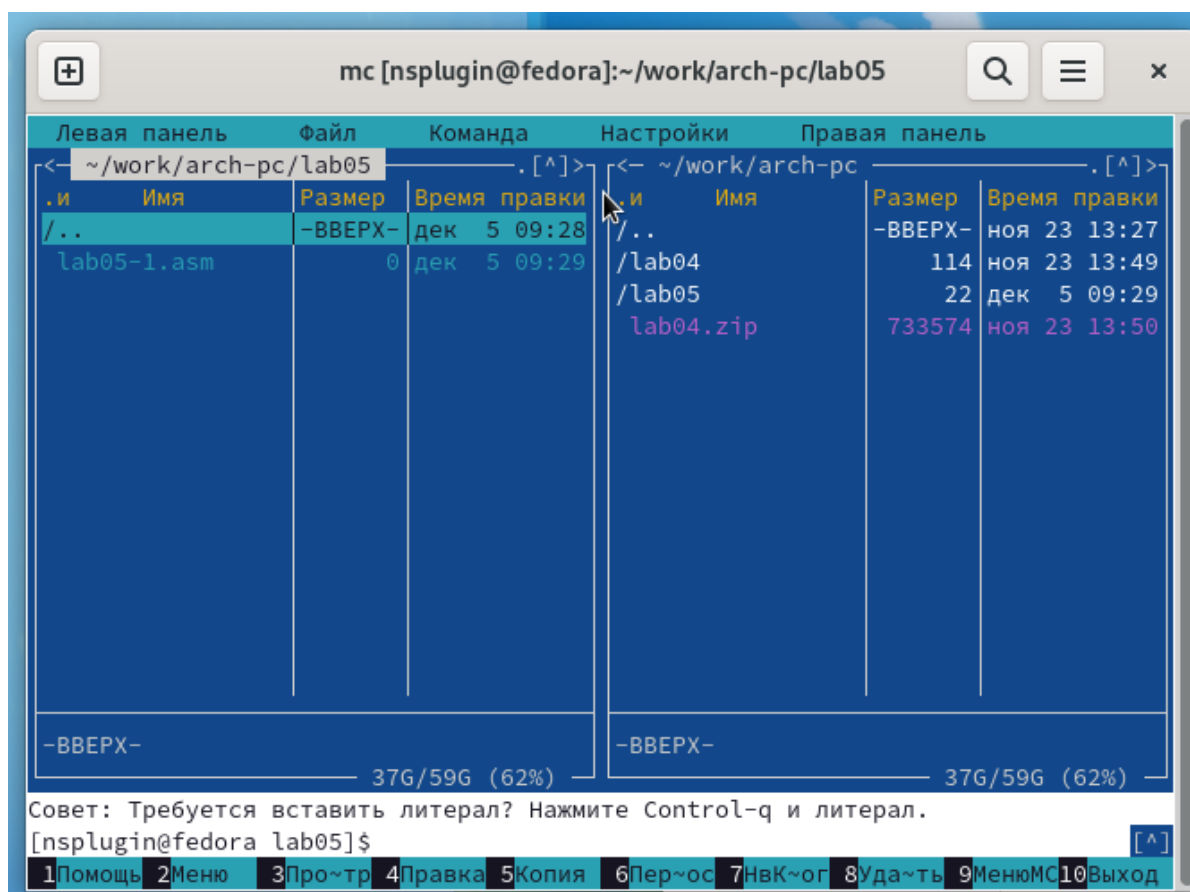 mc [nsplugin@fedora]:~/work/arch-pc/lab05 ×
Левая панель Файл Команда Настройки Правая панель
<— ~/work/arch-pc/lab05 .[^]> <— ~/work/arch-pc .[^]>
.и Имя Размер Время правки .и Имя Размер Время правки
/.. -ВВЕРХ- дек 5 09:28 /.. -ВВЕРХ- ноя 23 13:27
lab05-1.asm 0 дек 5 09:29 /lab04 114 ноя 23 13:49
/lab05 22 дек 5 09:29
lab04.zip 733574 ноя 23 13:50
-ВВЕРХ- -ВВЕРХ-
37G/59G (62%) 37G/59G (62%)
Совет: Требуется вставить литерал? Нажмите Control-q и литерал.
[nsplugin@fedora lab05]$ [^]
1Помощь 2Меню 3Про~тр 4Правка 5Копия 6Пер~ос 7НвК~ог 8Уда~ть 9МенюМС 10Выход